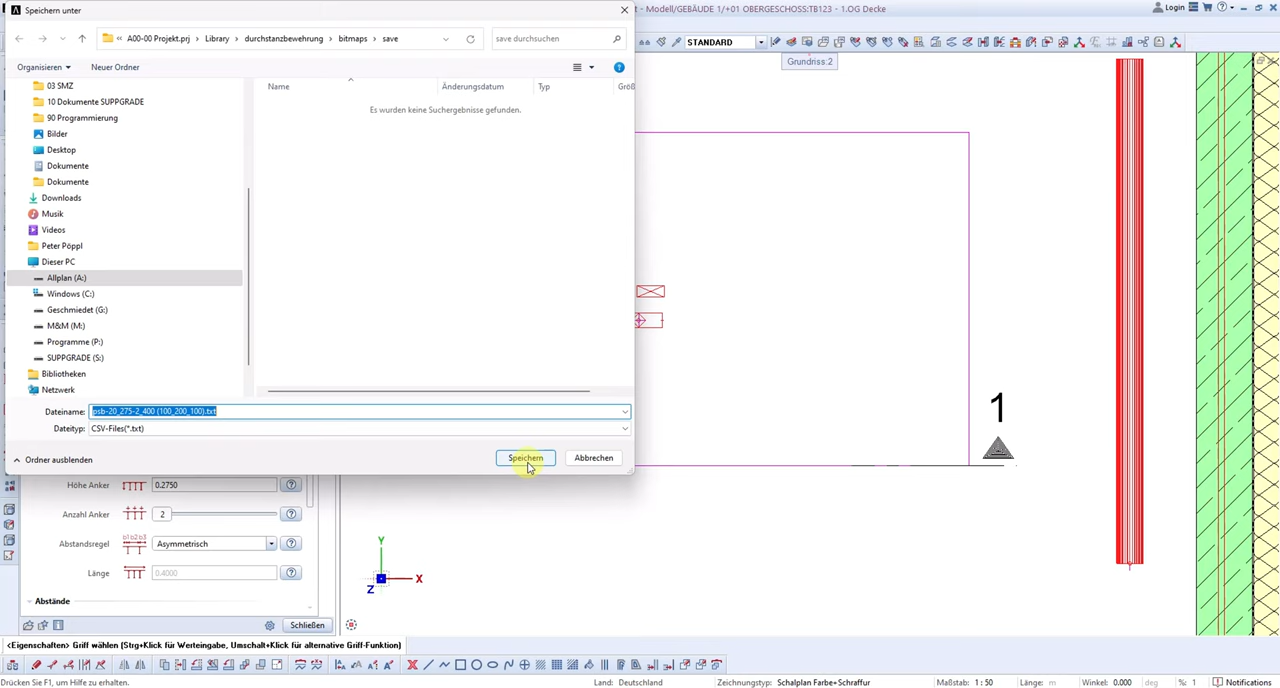 Speichern unter
- Modell/GEBÄUDE 1/+01 OBERGESCHOSS:TB123 - 1.OG Decke
Login
« A00-00 Projekt.prj › Library › durchstanzbewehrung › bitmaps › save
save durchsuchen
STANDARD
Grundriss:2
Organisieren
Neuer Ordner
03 SMZ
10 Dokumente SUPPGRADE
90 Programmierung
Bilder
Desktop
Dokumente
Dokumente
Downloads
Musik
Videos
Peter Pöppl
Dieser PC
Allplan (A:)
Windows (C:)
Geschmiedet (G:)
M&M (M:)
Programme (P:)
SUPPGRADE (S:)
Bibliotheken
Netzwerk
Name
Änderungsdatum
Typ
Größ
Es wurden keine Suchergebnisse gefunden.
Dateiname:
psb-20_275-2_400 (100_200_100).txt
Dateityp:
CSV-Files(*.txt)
Ordner ausblenden
Speichern
Abbrechen
1
Höhe Anker
0.2750
Anzahl Anker
2
Abstandsregel
b1 b2 b3
Asymmetrisch
Länge
0.4000
Abstände
Schließen
Y
X
Z
<Eigenschaften> Griff wählen (Strg+Klick für Werteingabe, Umschalt+Klick für alternative Griff-Funktion)
Drücken Sie F1, um Hilfe zu erhalten.
Land: Deutschland
Zeichnungstyp: Schalplan Farbe+Schraffur
Maßstab: 1 : 50
Länge: m
Winkel: 0.000
deg
%: 1
Notifications